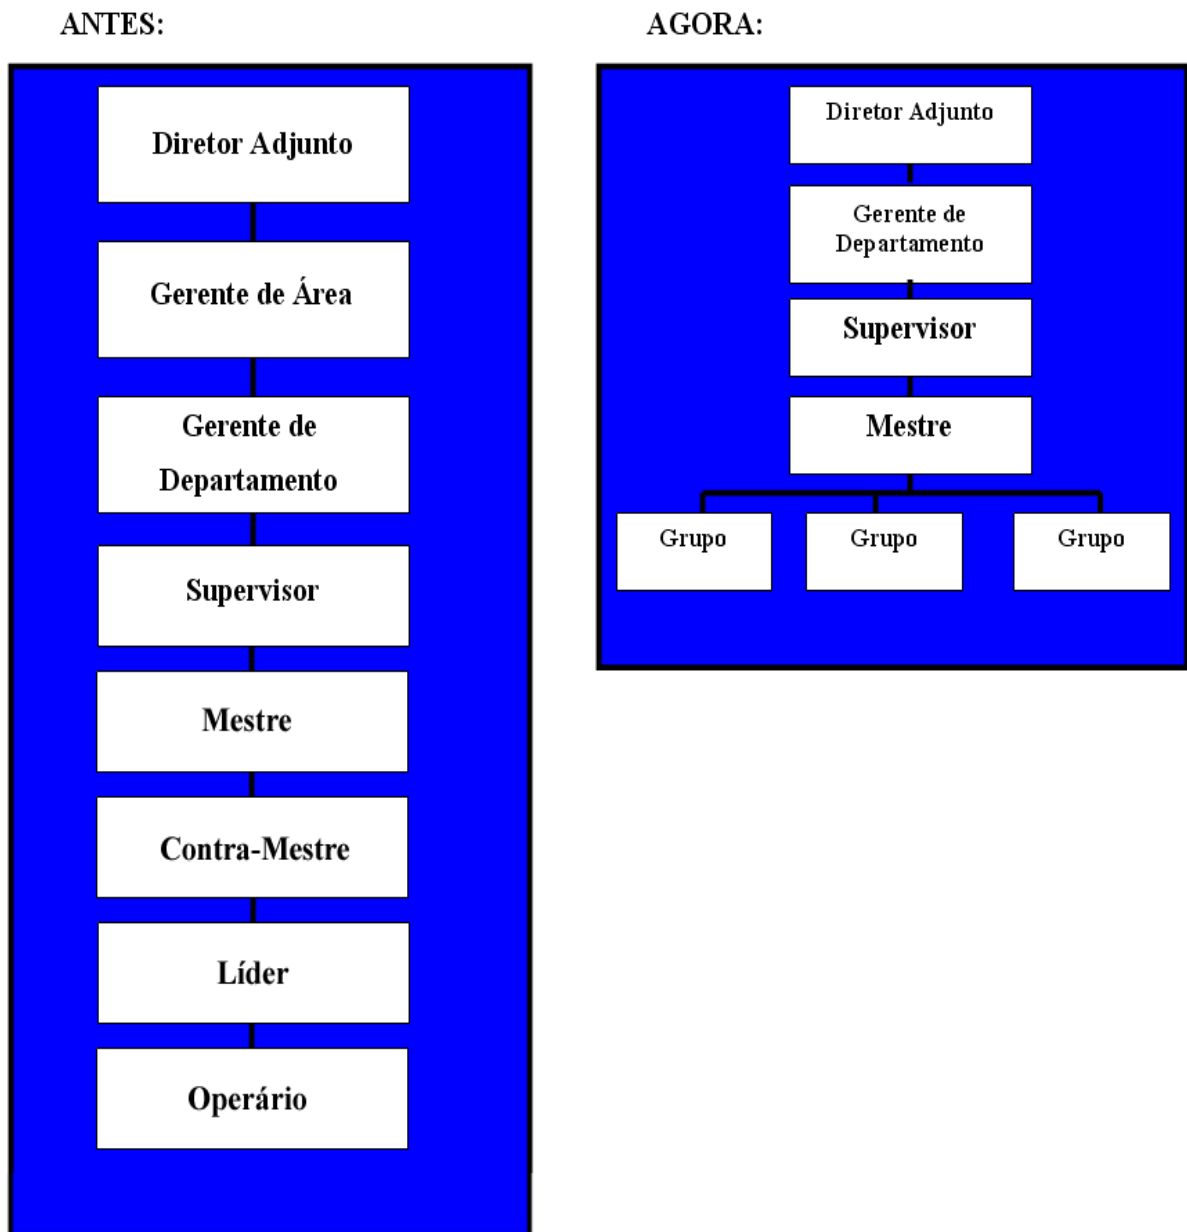 ANTES:
Diretor Adjunto
Gerente de Área
Gerente de
Departamento
Supervisor
Mestre
Contra-Mestre
Líder
Operário
AGORA:
Diretor Adjunto
Gerente de
Departamento
Supervisor
Mestre
Grupo
Grupo
Grupo